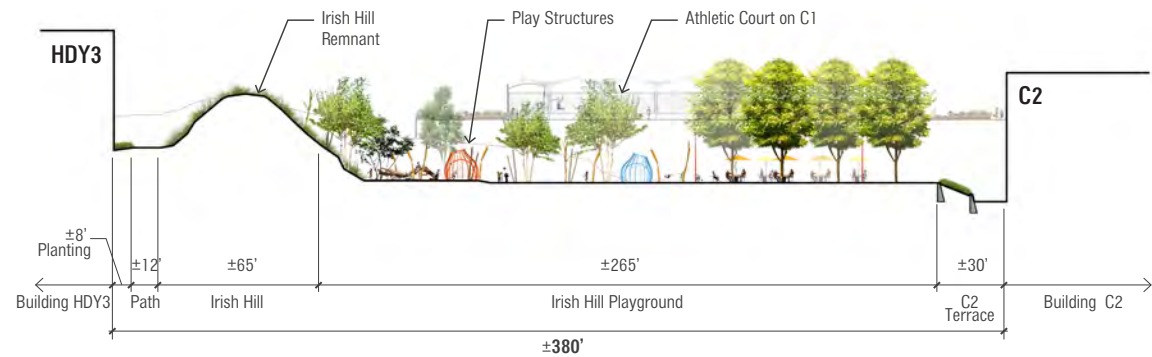 Irish Hill
Remnant
Play Structures
Athletic Court on C1
HDY3
C2
±8'
Planting
±12'
±65'
±265'
±30'
Building HDY3
Path
Irish Hill
Irish Hill Playground
C2
Terrace
Building C2
±380'